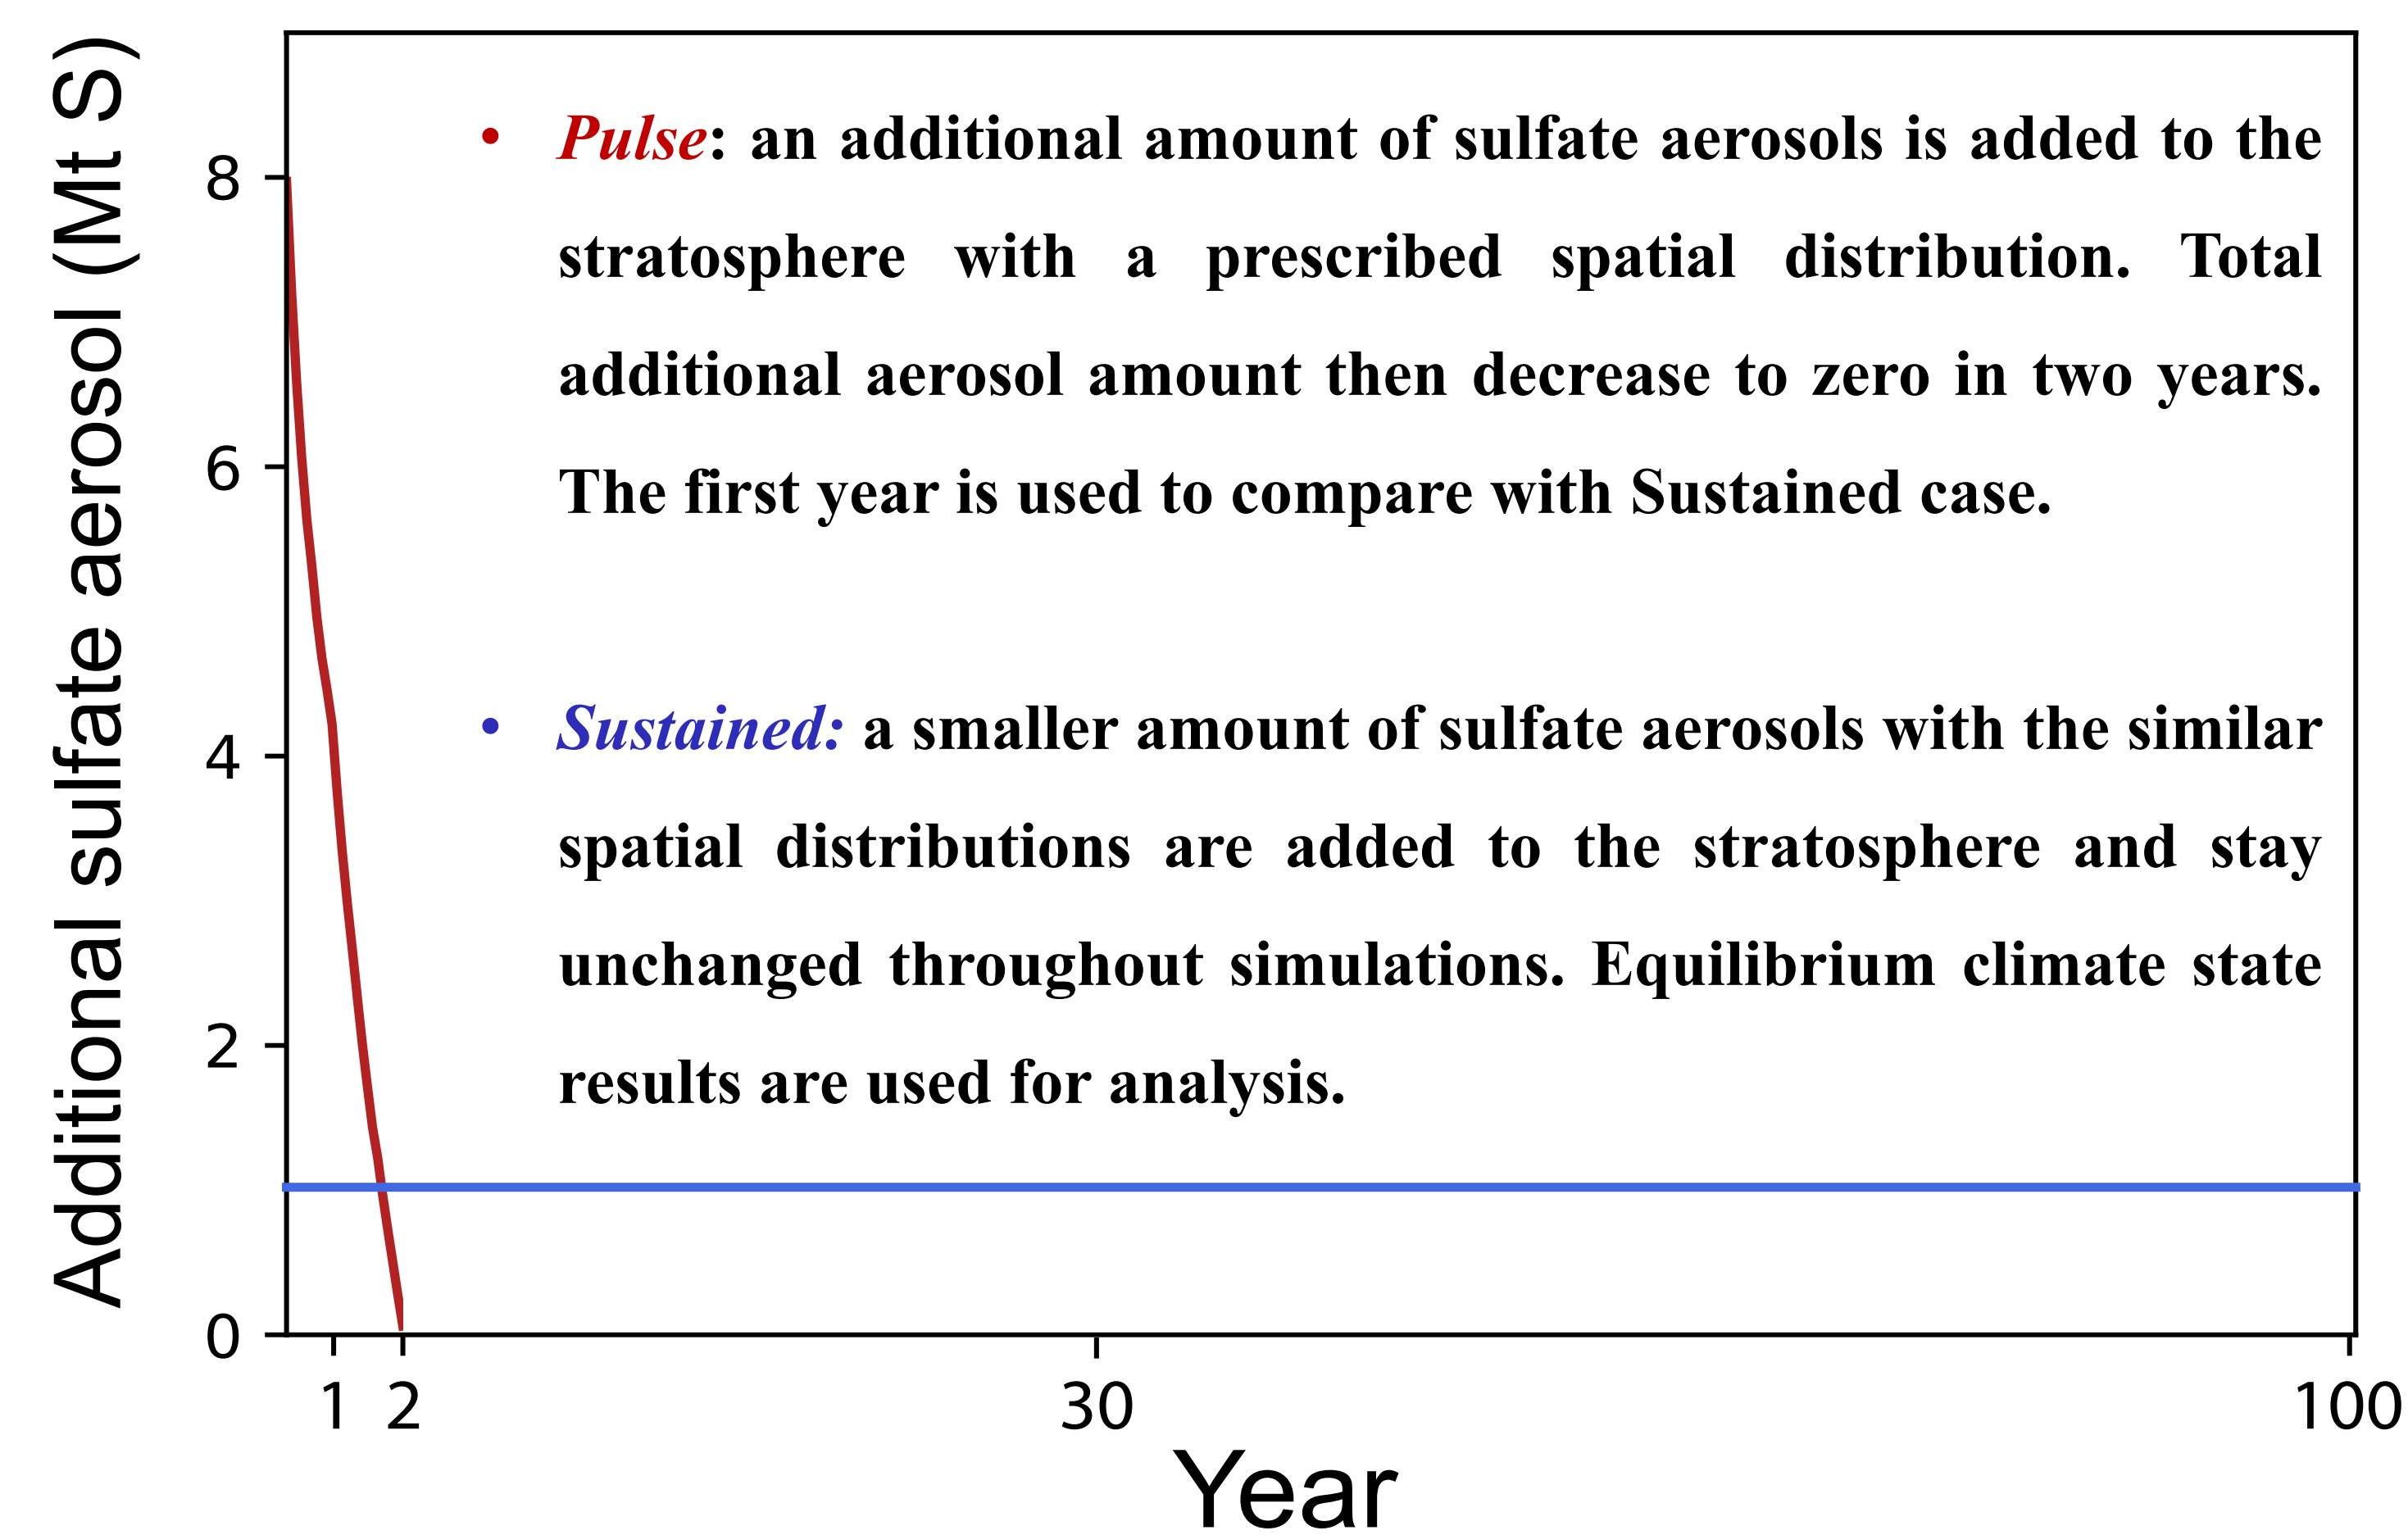 Additional sulfate aerosol (Mt S)
8
6
4
2
0
• Pulse: an additional amount of sulfate aerosols is added to the
stratosphere with a prescribed spatial distribution. Total
additional aerosol amount then decrease to zero in two years.
The first year is used to compare with Sustained case.
• Sustained: a smaller amount of sulfate aerosols with the similar
spatial distributions are added to the stratosphere and stay
unchanged throughout simulations. Equilibrium climate state
results are used for analysis.
1 2 30 100
Year